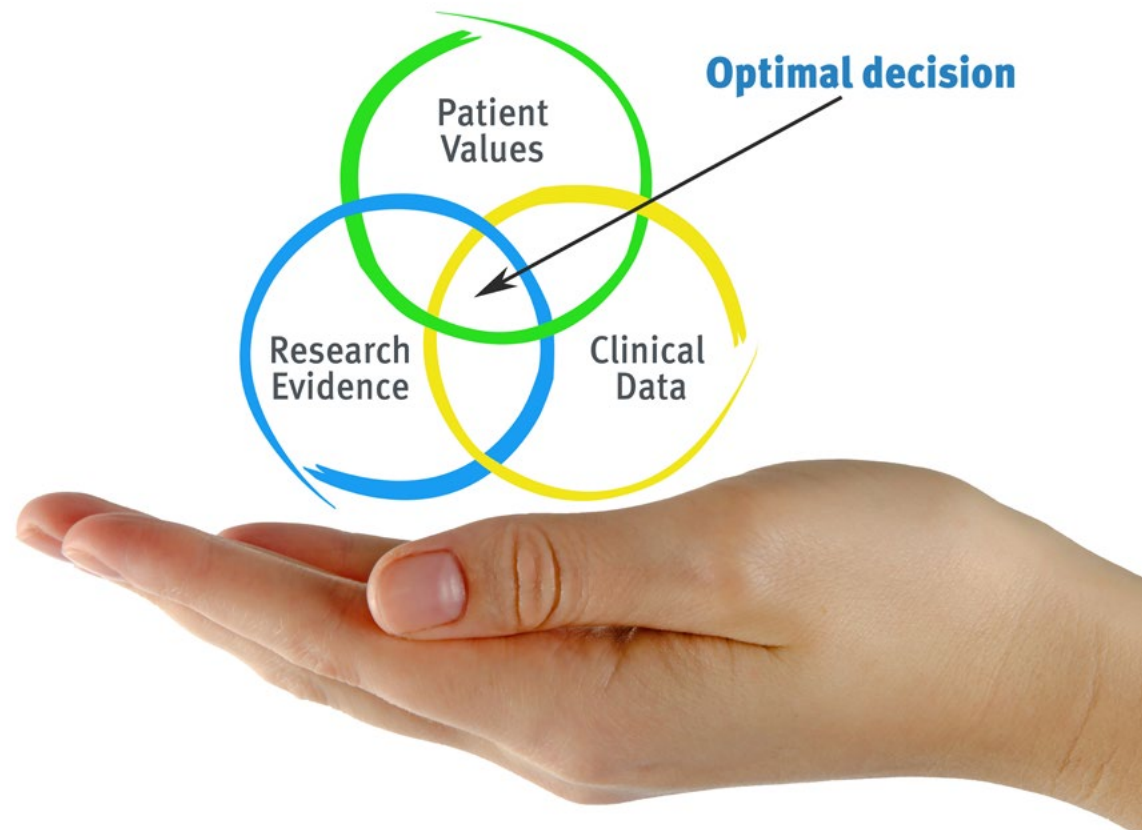 Optimal decision
Patient
Values
Research
Evidence
Clinical
Data